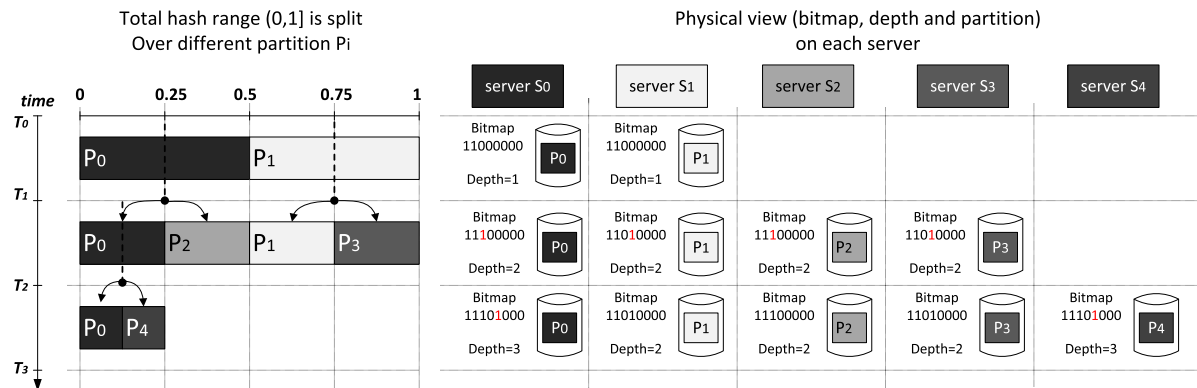 Total hash range (0,1] is split
Over different partition Pi
Physical view (bitmap, depth and partition)
on each server
server S0
server S1
server S2
server S3
server S4
time
0
0.25
0.5
0.75
1
T0
P0
P1
Bitmap
11000000
Depth=1
P0
Bitmap
11000000
Depth=1
P1
T1
P0
P2
P1
P3
Bitmap
11100000
Depth=2
P0
Bitmap
11010000
Depth=2
P1
Bitmap
11100000
Depth=2
P2
Bitmap
11010000
Depth=2
P3
T2
P0
P4
Bitmap
11101000
Depth=3
P0
Bitmap
11010000
Depth=2
P1
Bitmap
11100000
Depth=2
P2
Bitmap
11010000
Depth=2
P3
Bitmap
11101000
Depth=3
P4
T3